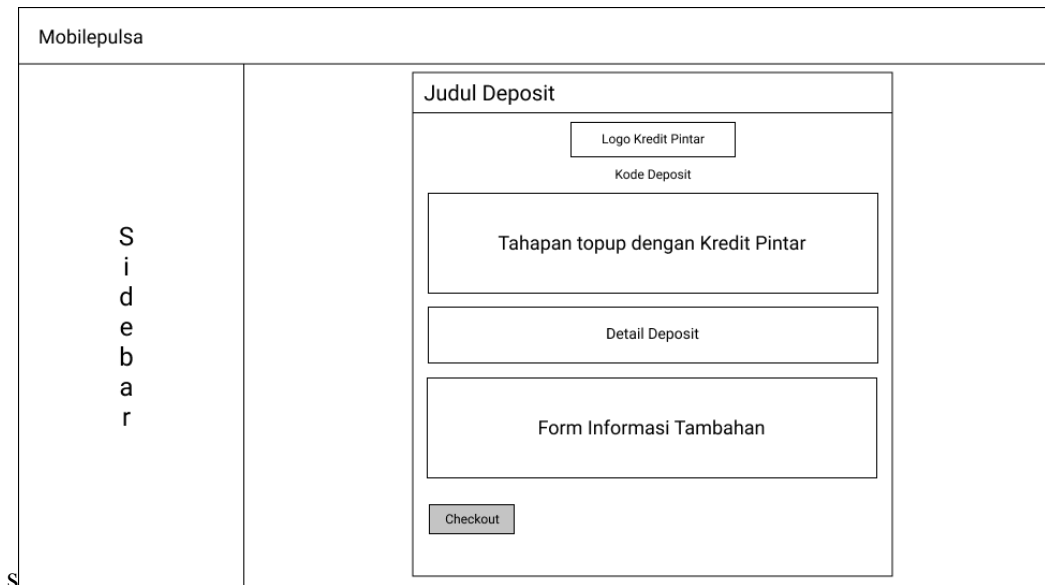 Mobilepulsa
Sidebar
Judul Deposit
Logo Kredit Pintar
Kode Deposit
Tahapan topup dengan Kredit Pintar
Detail Deposit
Form Informasi Tambahan
Checkout
s